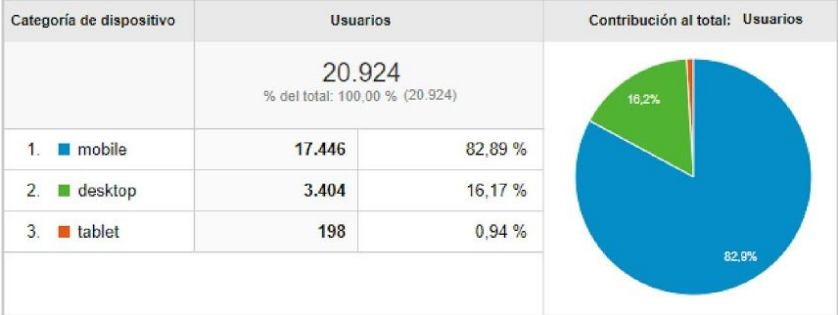 Categoría de dispositivo Usuarios Contribución al total: Usuarios
20.924
% del total: 100,00 % (20.924)
1. mobile 17.446 82,89 %
2. desktop 3.404 16,17 %
3. tablet 198 0,94 %
16,2%
82,9%